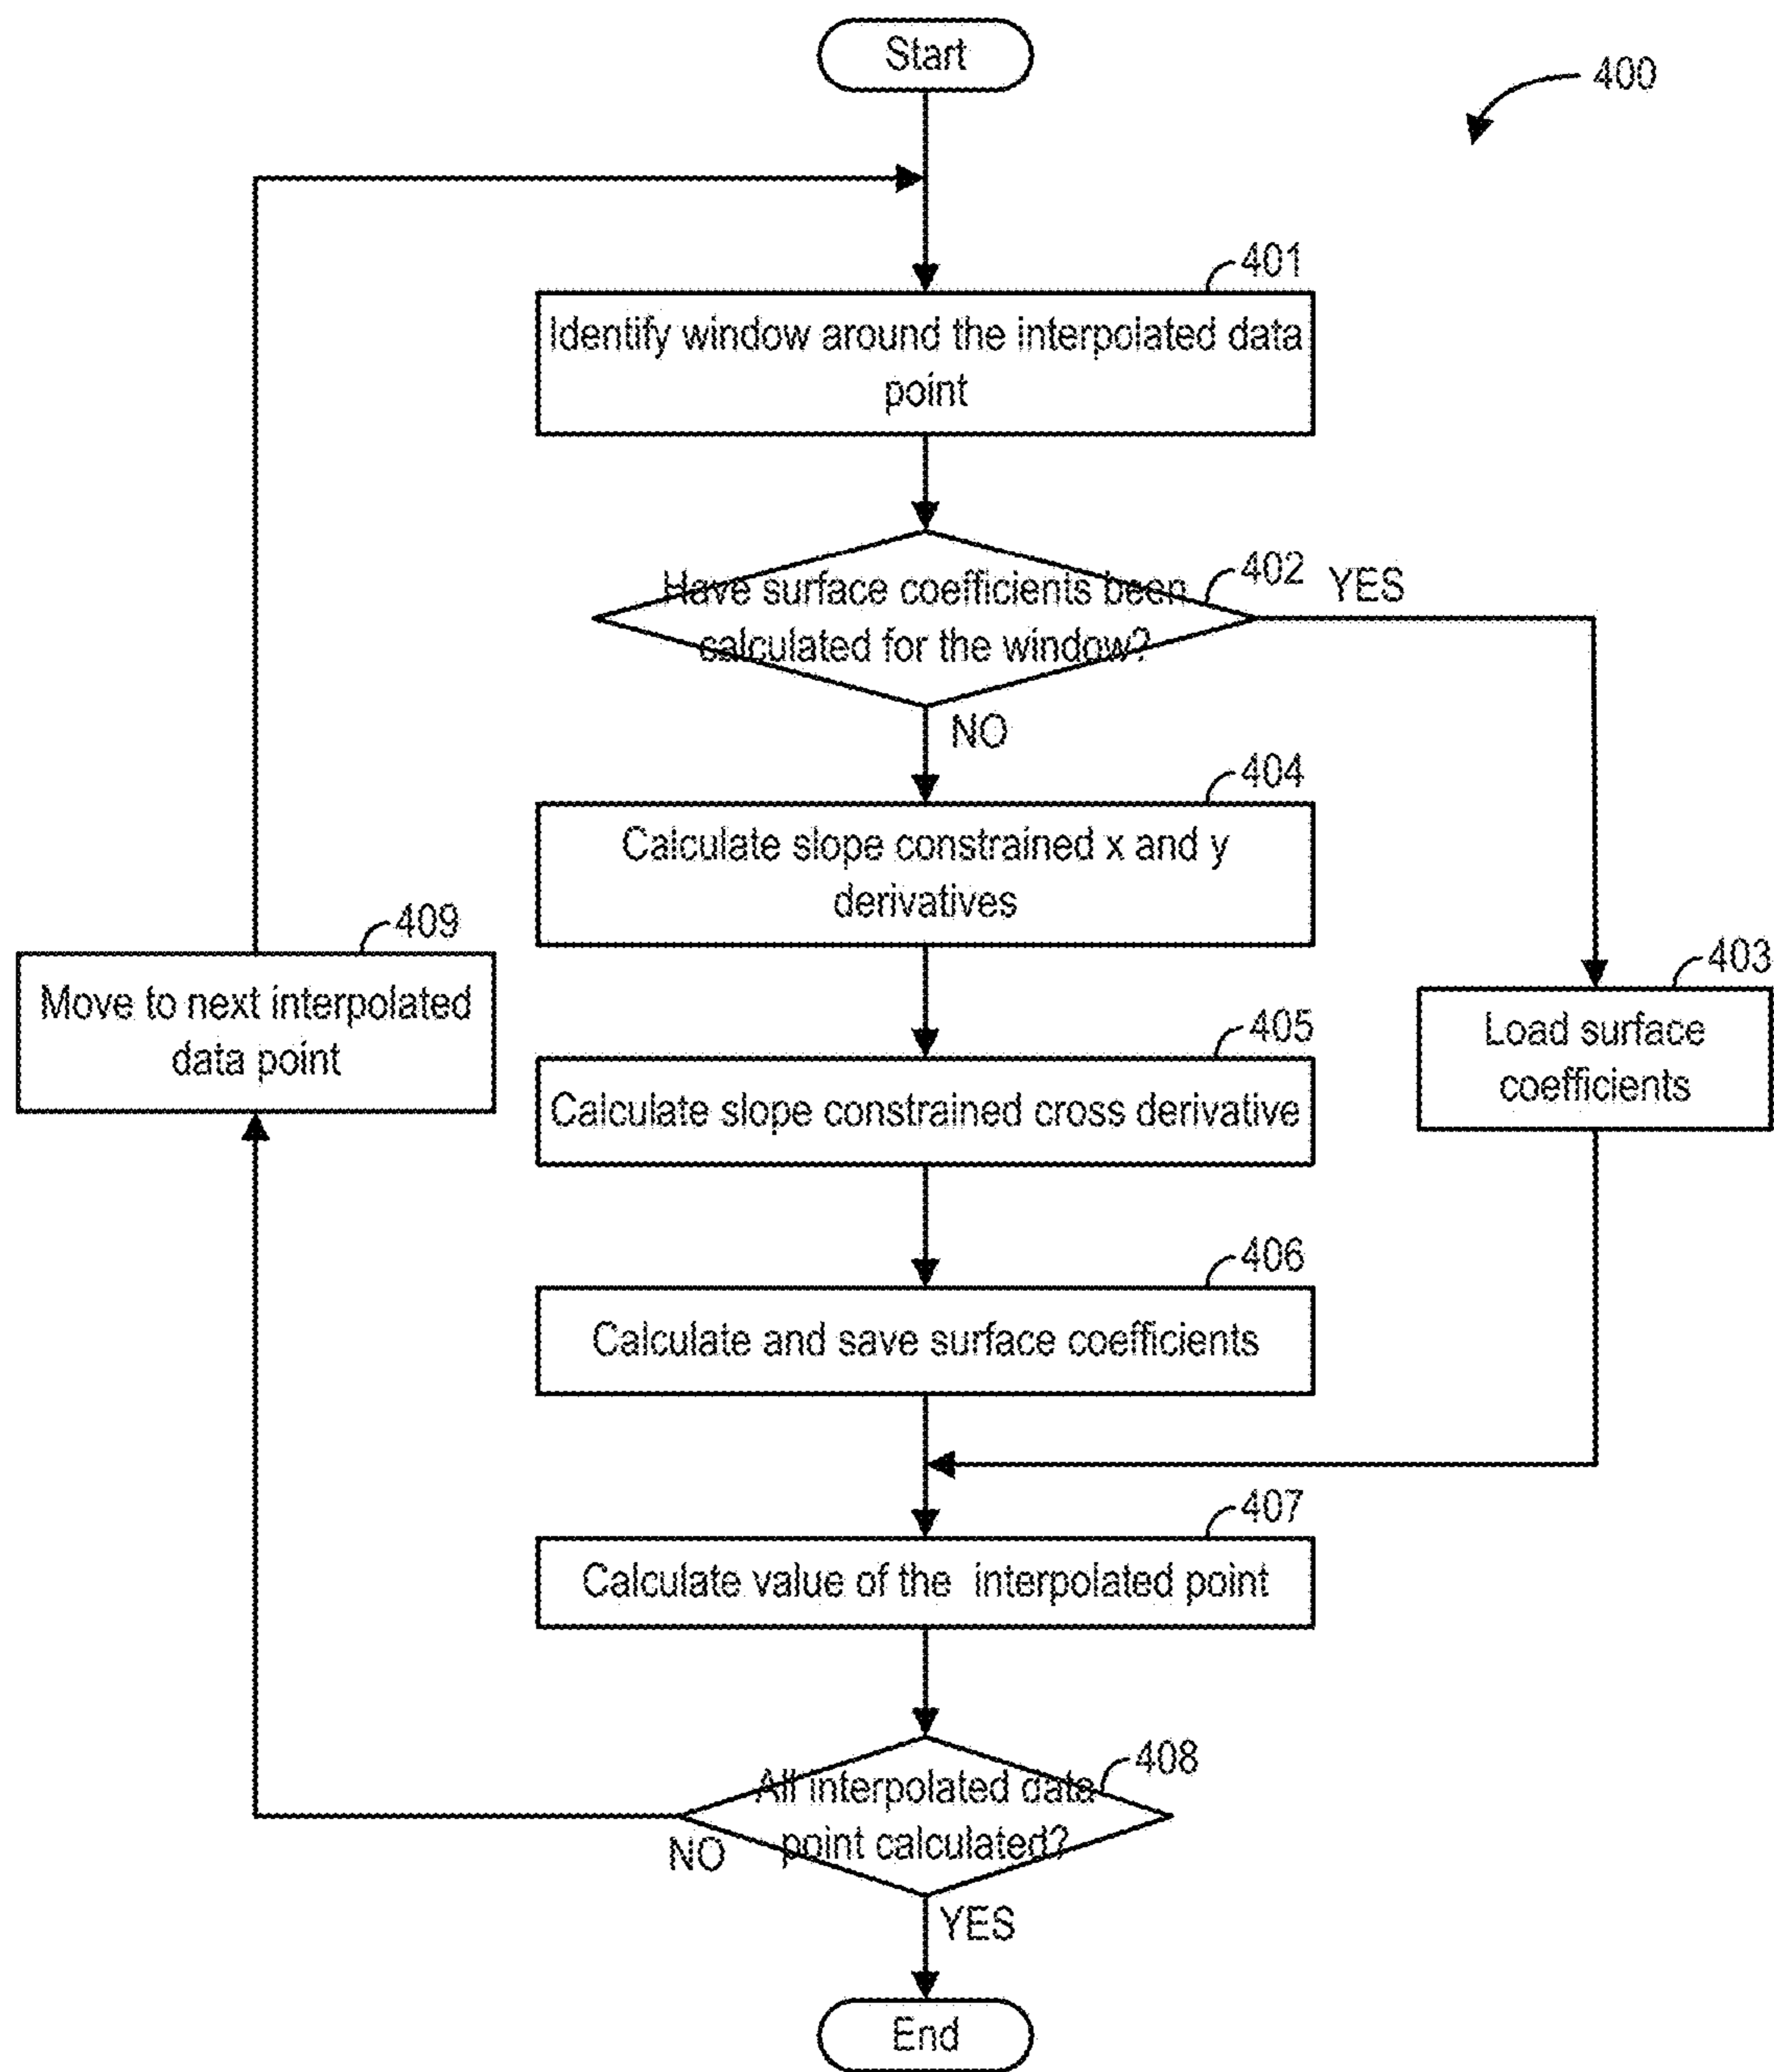 Start
400
401
Identify window around the interpolated data
point
402
YES
Have surface coefficients been
calculated for the window?
NO
404
Calculate slope constrained x and y
derivatives
409
Move to next interpolated
data point
403
Load surface
coefficients
405
Calculate slope constrained cross derivative
406
Calculate and save surface coefficients
407
Calculate value of the interpolated point
408
All interpolated data
point calculated?
NO
YES
End